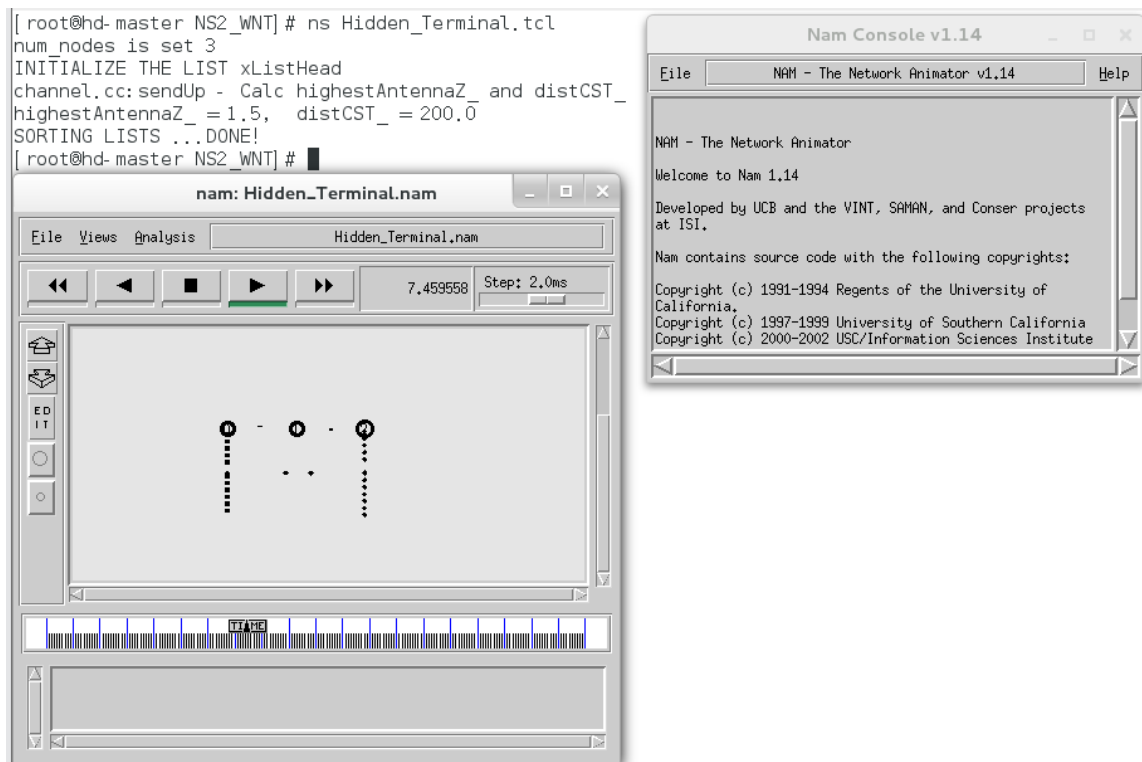 [root@hd-master NS2_WNT]# ns Hidden_Terminal.tcl
num_nodes is set 3
INITIALIZE THE LIST xListHead
channel.cc:sendUp - Calc highestAntennaZ_ and distCST_
highestAntennaZ_ = 1.5,  distCST_ = 200.0
SORTING LISTS ...DONE!
[root@hd-master NS2_WNT]#
nam: Hidden_Terminal.nam
File Views Analysis Hidden_Terminal.nam
7.459558 Step: 2.0ms
ED
IT
TIME
Nam Console v1.14
File NAM - The Network Animator v1.14 Help
NAM - The Network Animator
Welcome to Nam 1.14
Developed by UCB and the VINT, SAMAN, and Conser projects
at ISI.
Nam contains source code with the following copyrights:
Copyright (c) 1991-1994 Regents of the University of
California.
Copyright (c) 1997-1999 University of Southern California
Copyright (c) 2000-2002 USC/Information Sciences Institute